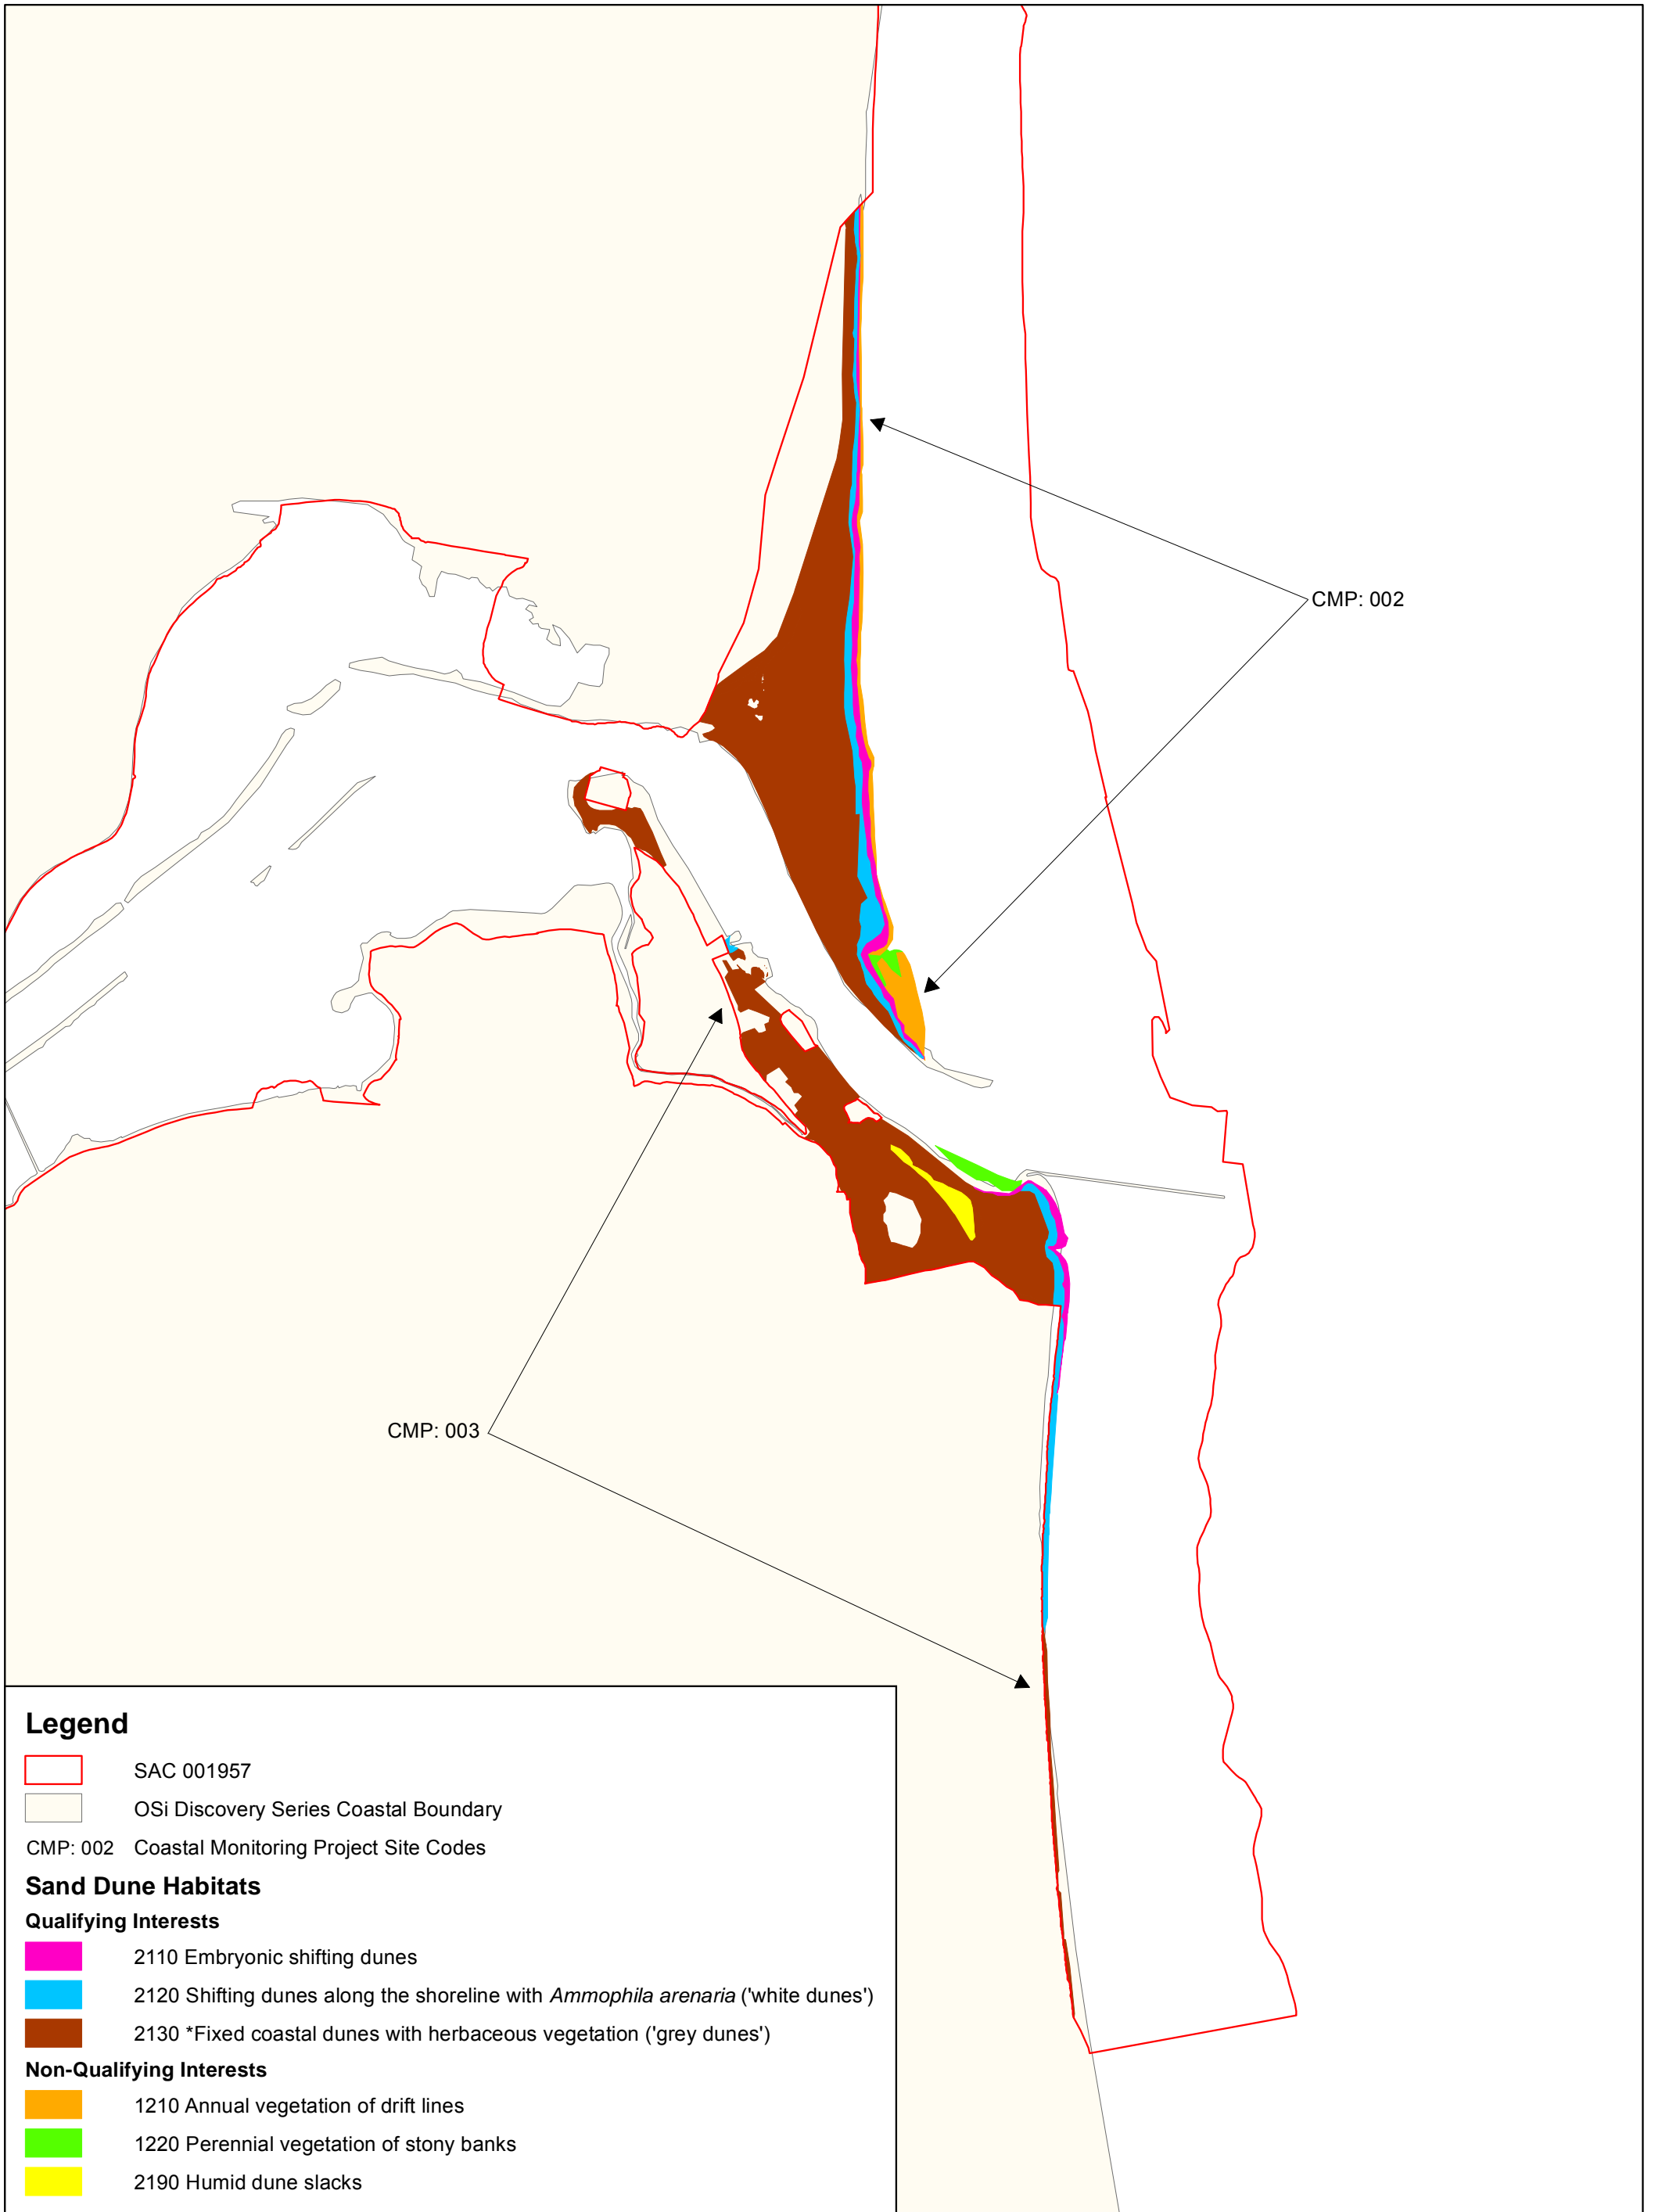 CMP: 002
CMP: 003
Legend
SAC 001957
OSi Discovery Series Coastal Boundary
CMP: 002 Coastal Monitoring Project Site Codes
Sand Dune Habitats
Qualifying Interests
2110 Embryonic shifting dunes
2120 Shifting dunes along the shoreline with Ammophila arenaria ('white dunes')
2130 *Fixed coastal dunes with herbaceous vegetation ('grey dunes')
Non-Qualifying Interests
1210 Annual vegetation of drift lines
1220 Perennial vegetation of stony banks
2190 Humid dune slacks